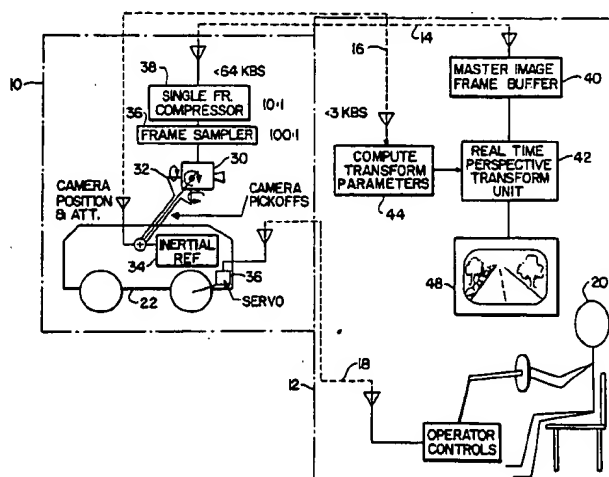 10
38
<64 KBS
SINGLE FR.
COMPRESSOR
10:1
36
FRAME SAMPLER
100:1
30
32
CAMERA
POSITION
& ATT.
CAMERA
PICKOFFS
INERTIAL
REF
34
36
SERVO
22
12
16
14
<3 KBS
MASTER IMAGE
FRAME BUFFER
40
COMPUTE
TRANSFORM
PARAMETERS
44
REAL TIME
PERSPECTIVE
TRANSFORM
UNIT
42
48
20
18
OPERATOR
CONTROLS